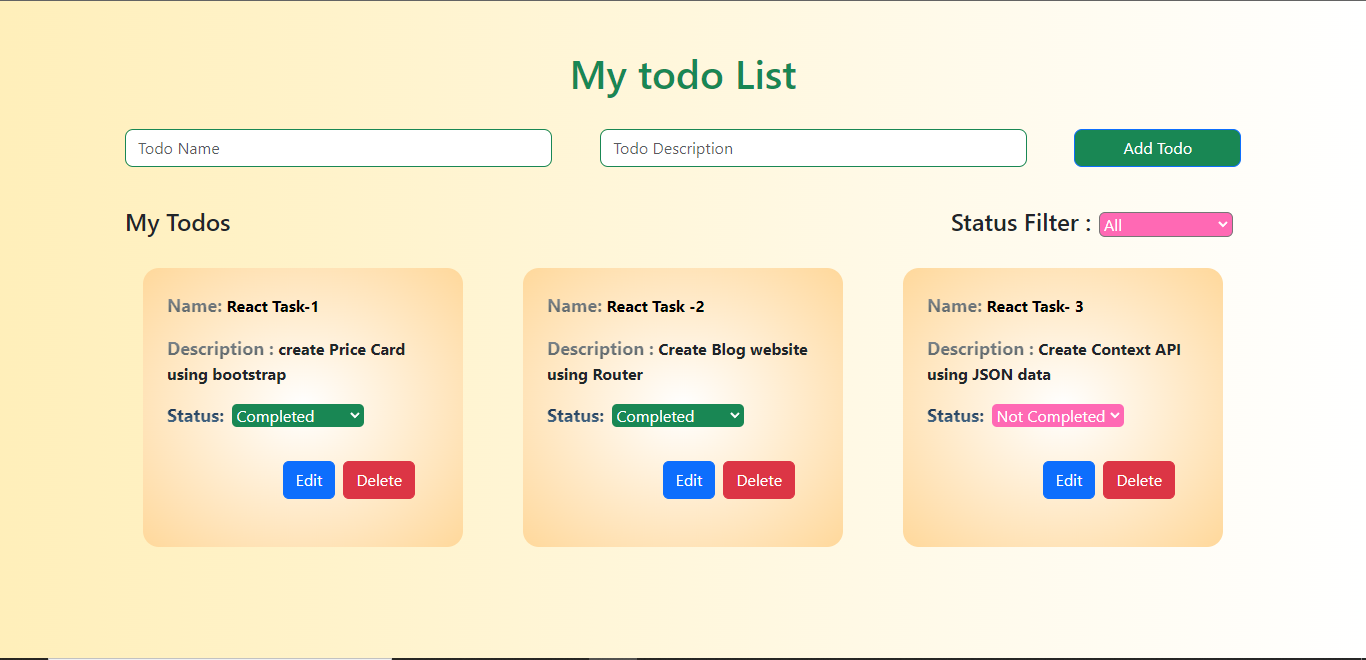 My todo List
Todo Name
Todo Description
Add Todo
My Todos
Status Filter :
All
Name: React Task-1
Description : create Price Card
using bootstrap
Status: Completed
Edit
Delete
Name: React Task -2
Description : Create Blog website
using Router
Status: Completed
Edit
Delete
Name: React Task- 3
Description : Create Context API
using JSON data
Status: Not Completed
Edit
Delete